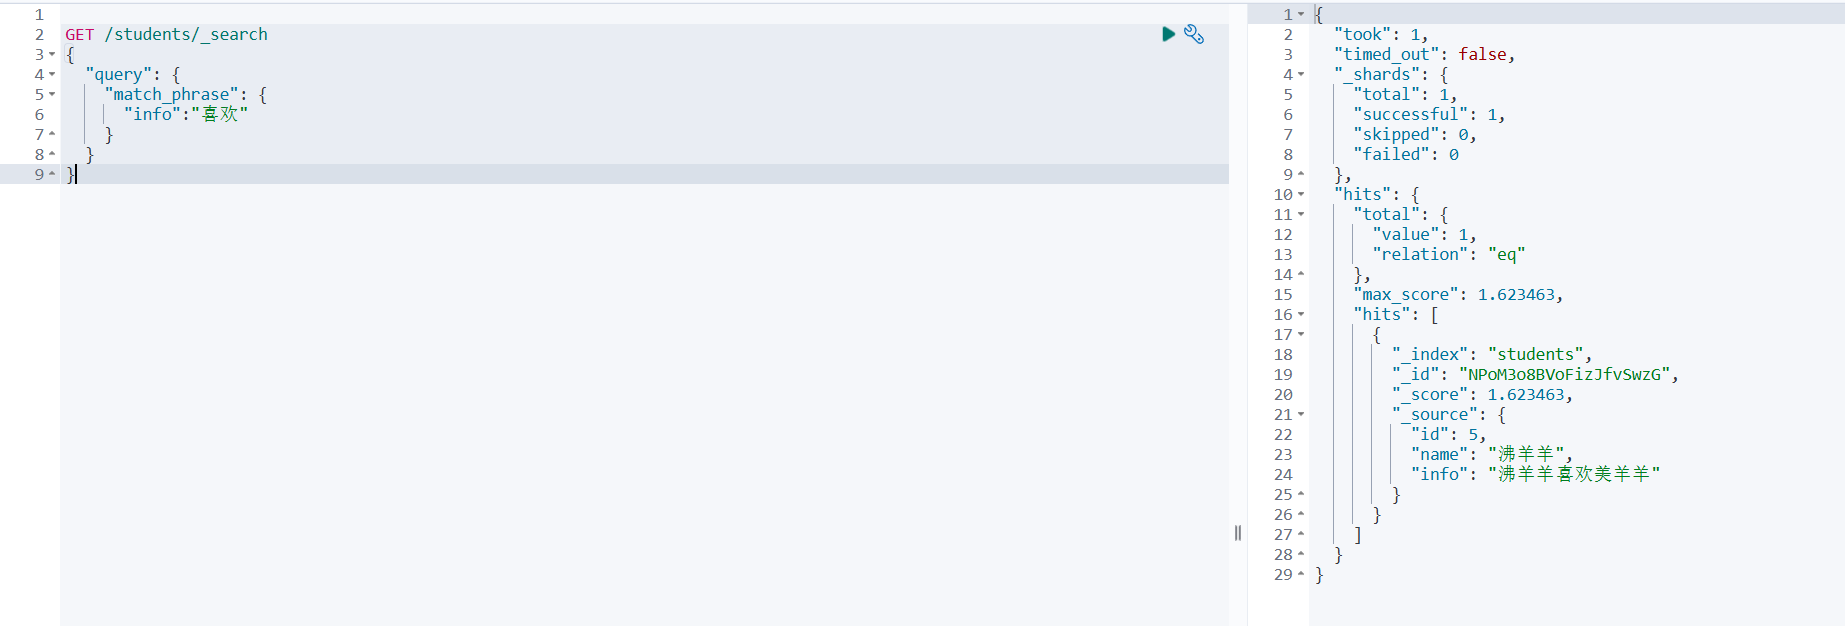 1
2 GET /students/_search
3 {
4 "query": {
5 "match_phrase": {
6 "info":"喜欢"
7 }
8 }
9 }
1 {
2 "took": 1,
3 "timed_out": false,
4 "_shards": {
5 "total": 1,
6 "successful": 1,
7 "skipped": 0,
8 "failed": 0
9 },
10 "hits": {
11 "total": {
12 "value": 1,
13 "relation": "eq"
14 },
15 "max_score": 1.623463,
16 "hits": [
17 {
18 "_index": "students",
19 "_id": "NPoM3o8BVoFizJfvSwzG",
20 "_score": 1.623463,
21 "_source": {
22 "id": 5,
23 "name": "沸羊羊",
24 "info": "沸羊羊喜欢美羊羊"
25 }
26 }
27 ]
28 }
29 }